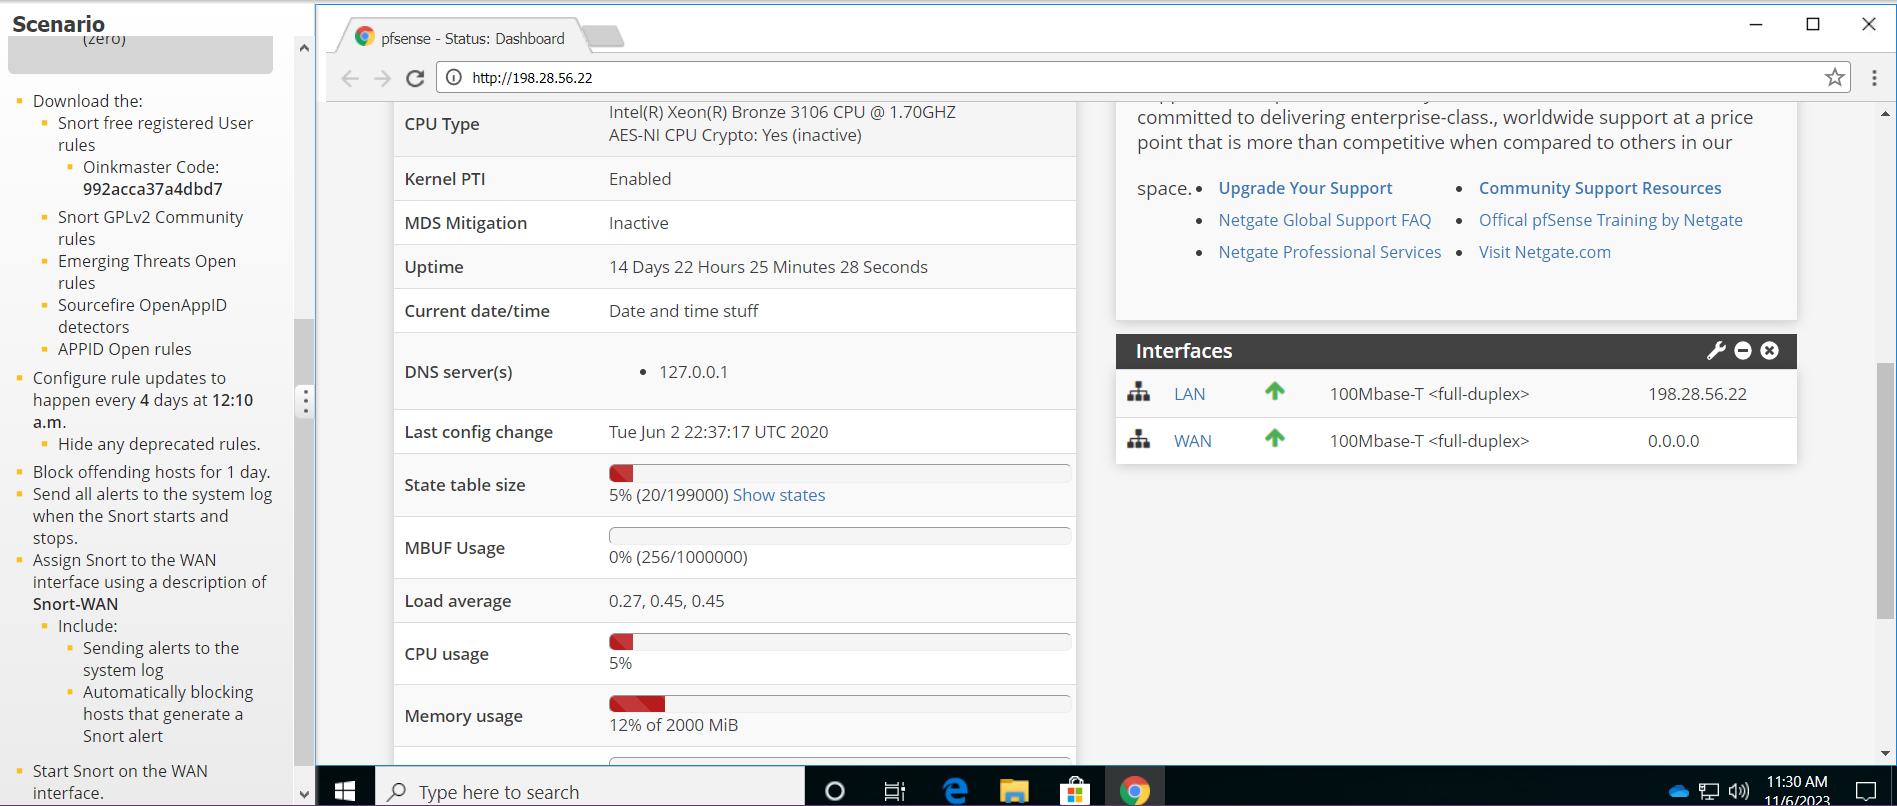 Scenario
(zero)
Download the:
Snort free registered User
rules
Oinkmaster Code:
992acca37a4dbd7
Snort GPLv2 Community
rules
Emerging Threats Open
rules
Sourcefire OpenAppID
detectors
APPID Open rules
Configure rule updates to
happen every 4 days at 12:10
a.m.
Hide any deprecated rules.
Block offending hosts for 1 day.
Send all alerts to the system log
when the Snort starts and
stops.
Assign Snort to the WAN
interface using a description of
Snort-WAN
Include:
Sending alerts to the
system log
Automatically blocking
hosts that generate a
Snort alert
Start Snort on the WAN
interface.
pfsense - Status: Dashboard
http://198.28.56.22
CPU Type
Intel(R) Xeon(R) Bronze 3106 CPU @ 1.70GHZ
AES-NI CPU Crypto: Yes (inactive)
Kernel PTI Enabled
MDS Mitigation Inactive
Uptime 14 Days 22 Hours 25 Minutes 28 Seconds
Current date/time Date and time stuff
DNS server(s) • 127.0.0.1
Last config change Tue Jun 2 22:37:17 UTC 2020
State table size
5% (20/199000) Show states
MBUF Usage
0% (256/1000000)
Load average 0.27, 0.45, 0.45
CPU usage
5%
Memory usage
12% of 2000 MiB
committed to delivering enterprise-class., worldwide support at a price
point that is more than competitive when compared to others in our
space. • Upgrade Your Support • Community Support Resources
• Netgate Global Support FAQ • Offical pfSense Training by Netgate
• Netgate Professional Services • Visit Netgate.com
Interfaces
LAN 100Mbase-T <full-duplex> 198.28.56.22
WAN 100Mbase-T <full-duplex> 0.0.0.0
Type here to search
11:30 AM
11/6/2023